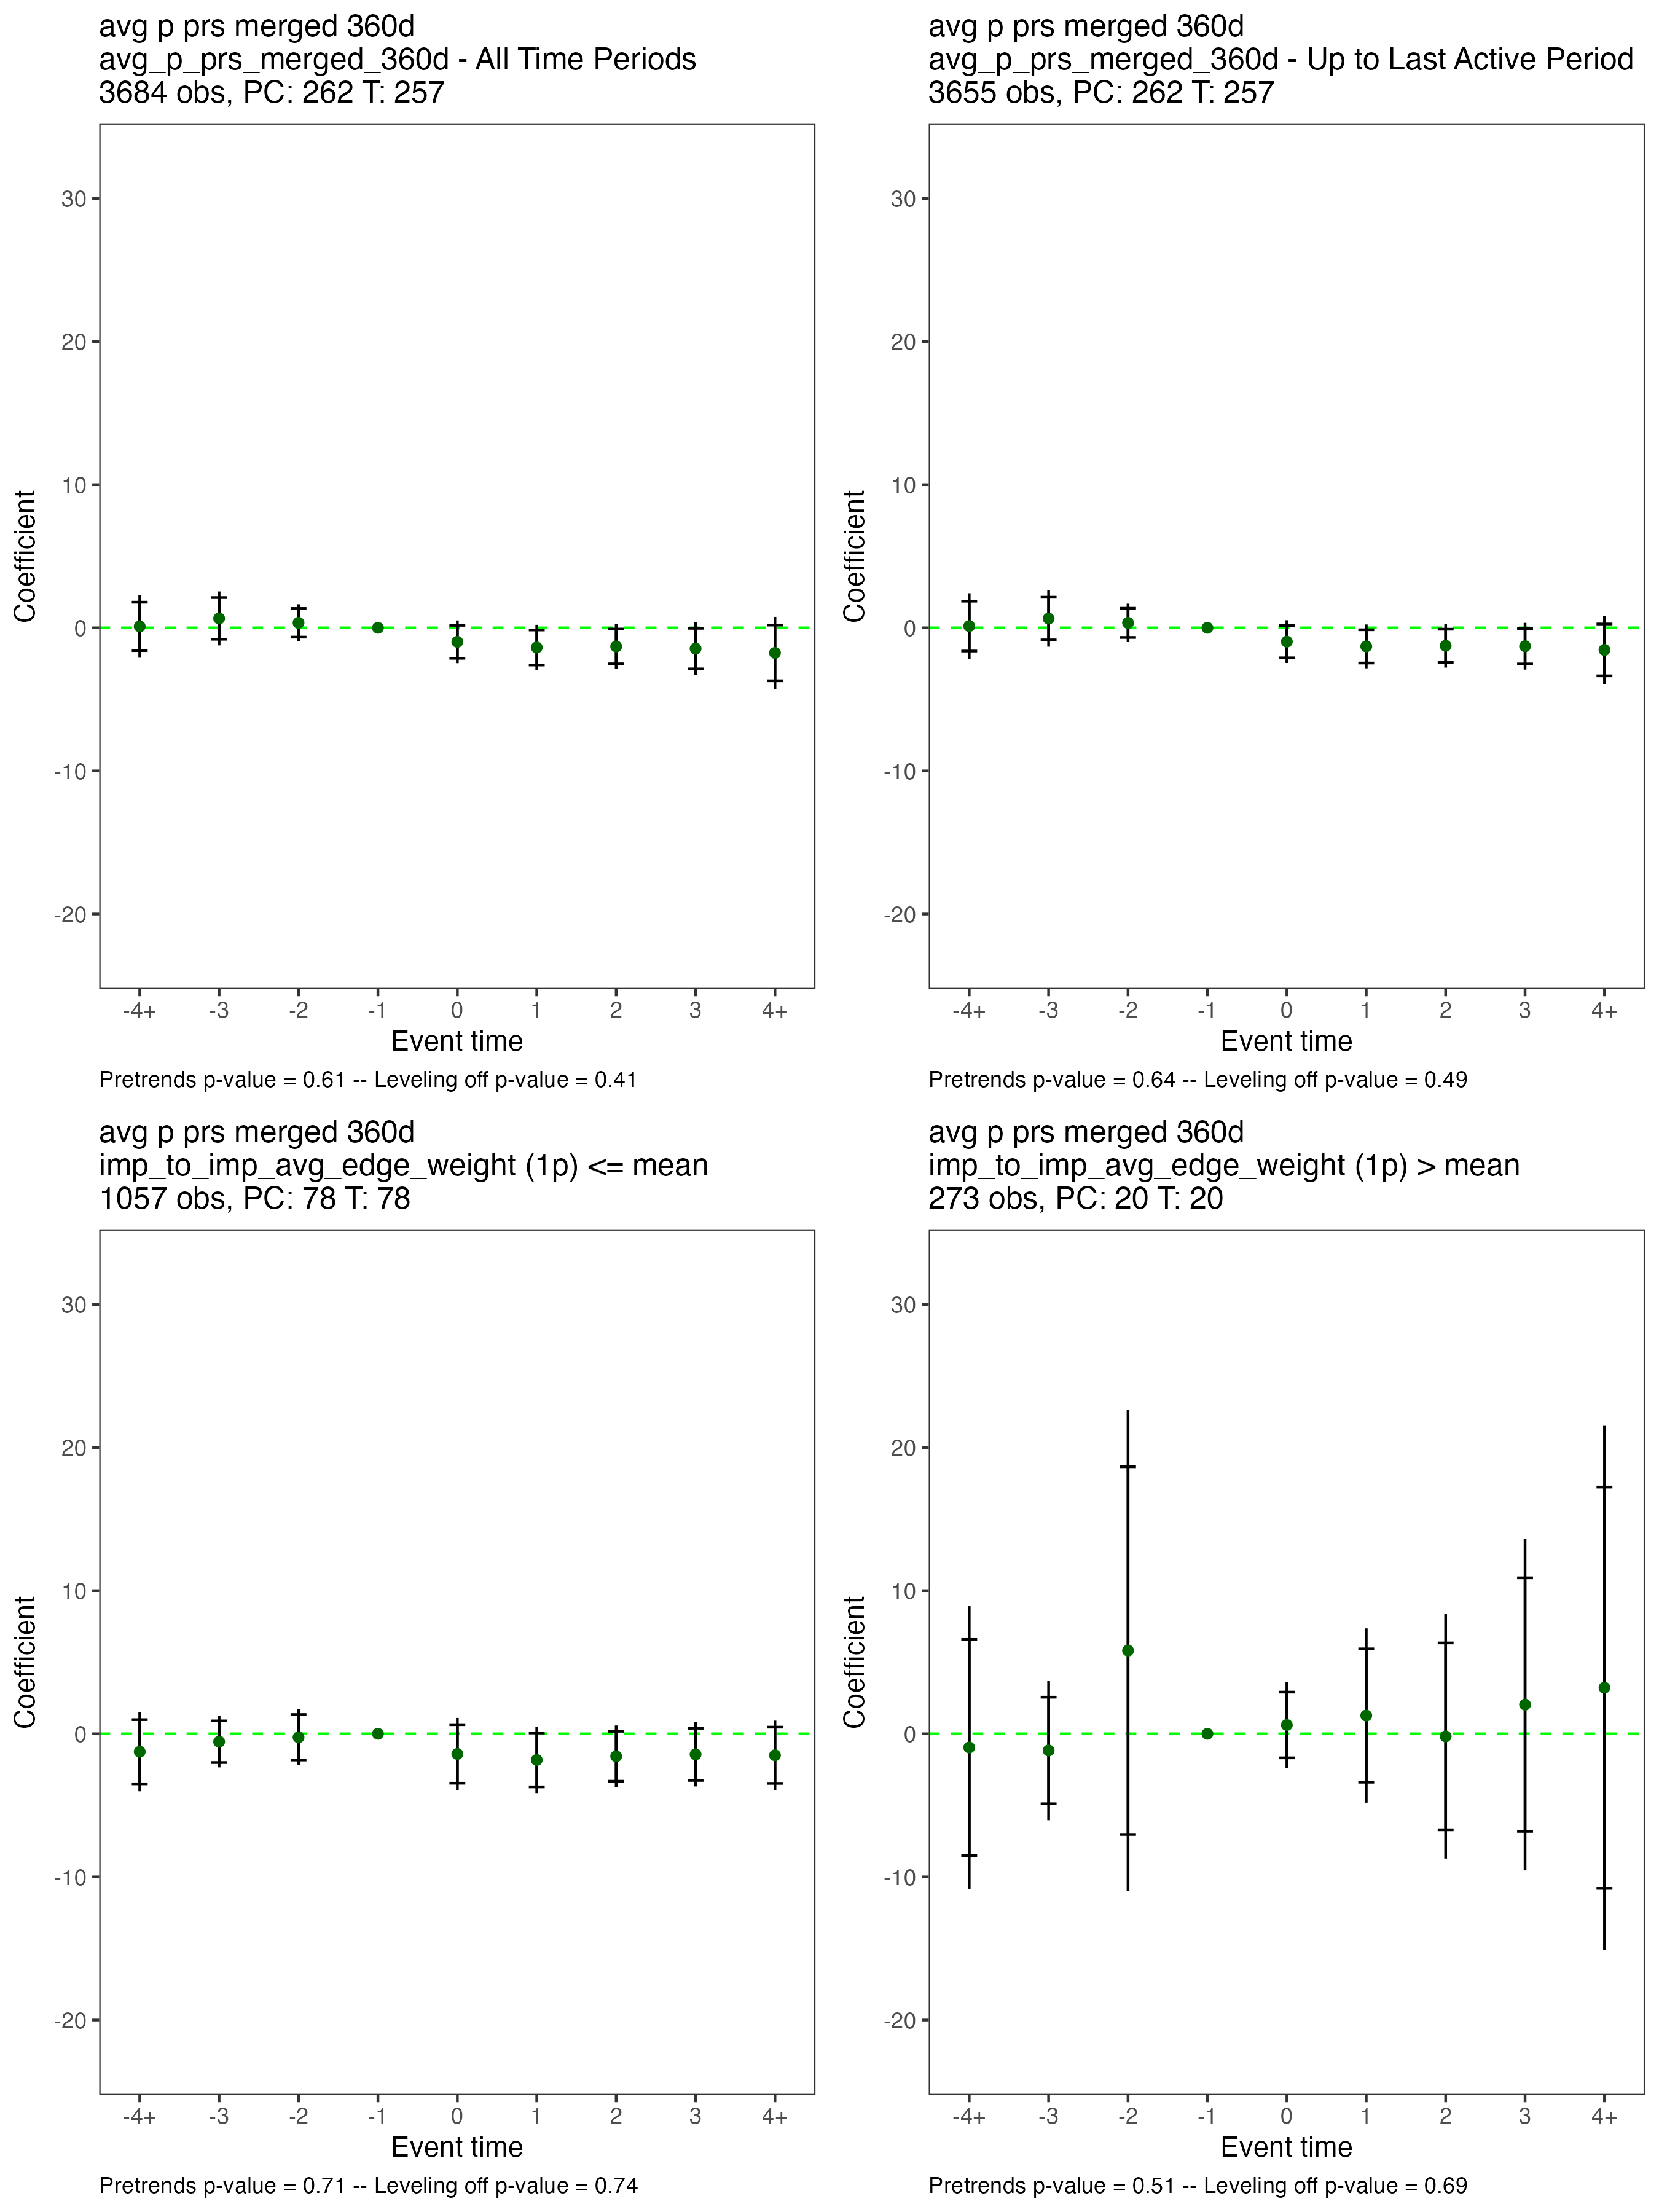 avg p prs merged 360d
avg_p_prs_merged_360d - All Time Periods
3684 obs, PC: 262 T: 257
Coefficient
30
20
10
0
-10
-20
-4+ -3 -2 -1 0 1 2 3 4+
Event time
Pretrends p-value = 0.61 -- Leveling off p-value = 0.41
avg p prs merged 360d
avg_p_prs_merged_360d - Up to Last Active Period
3655 obs, PC: 262 T: 257
Coefficient
30
20
10
0
-10
-20
-4+ -3 -2 -1 0 1 2 3 4+
Event time
Pretrends p-value = 0.64 -- Leveling off p-value = 0.49
avg p prs merged 360d
imp_to_imp_avg_edge_weight (1p) <= mean
1057 obs, PC: 78 T: 78
Coefficient
30
20
10
0
-10
-20
-4+ -3 -2 -1 0 1 2 3 4+
Event time
Pretrends p-value = 0.71 -- Leveling off p-value = 0.74
avg p prs merged 360d
imp_to_imp_avg_edge_weight (1p) > mean
273 obs, PC: 20 T: 20
Coefficient
30
20
10
0
-10
-20
-4+ -3 -2 -1 0 1 2 3 4+
Event time
Pretrends p-value = 0.51 -- Leveling off p-value = 0.69